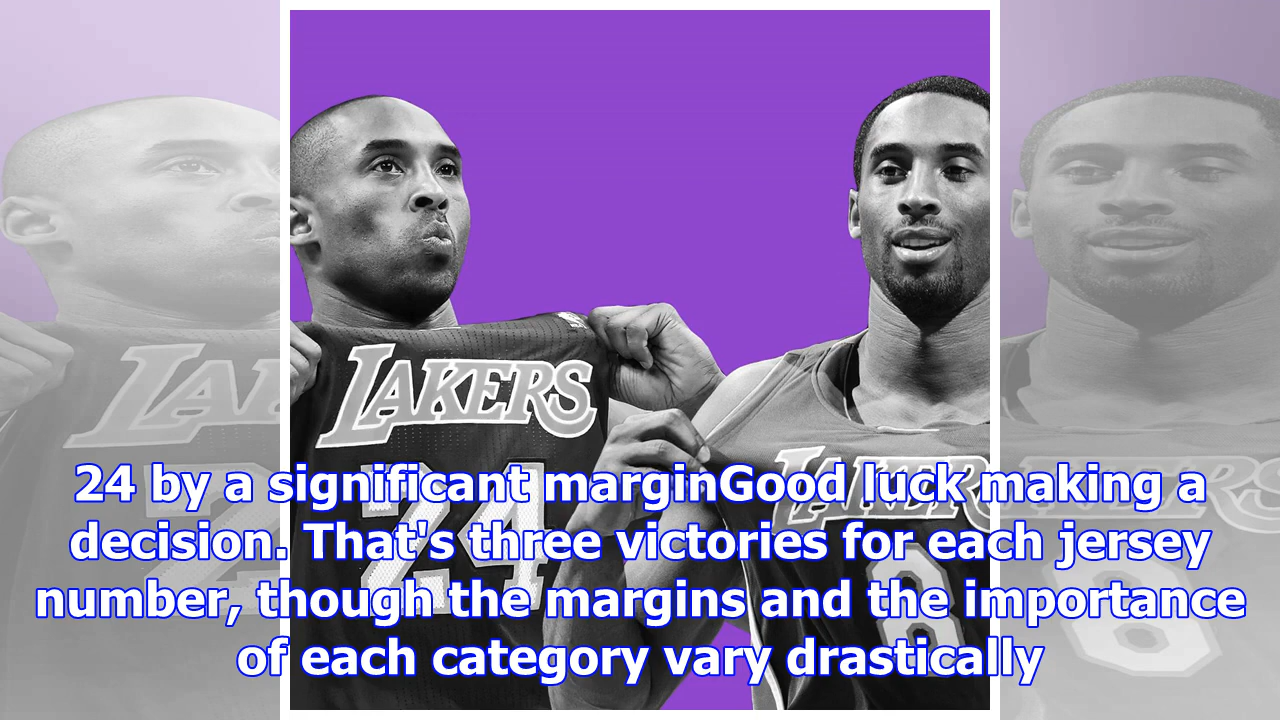 LAKERS
24
LAKERS
8
24 by a significant marginGood luck making a
decision. That's three victories for each jersey
number, though the margins and the importance
of each category vary drastically